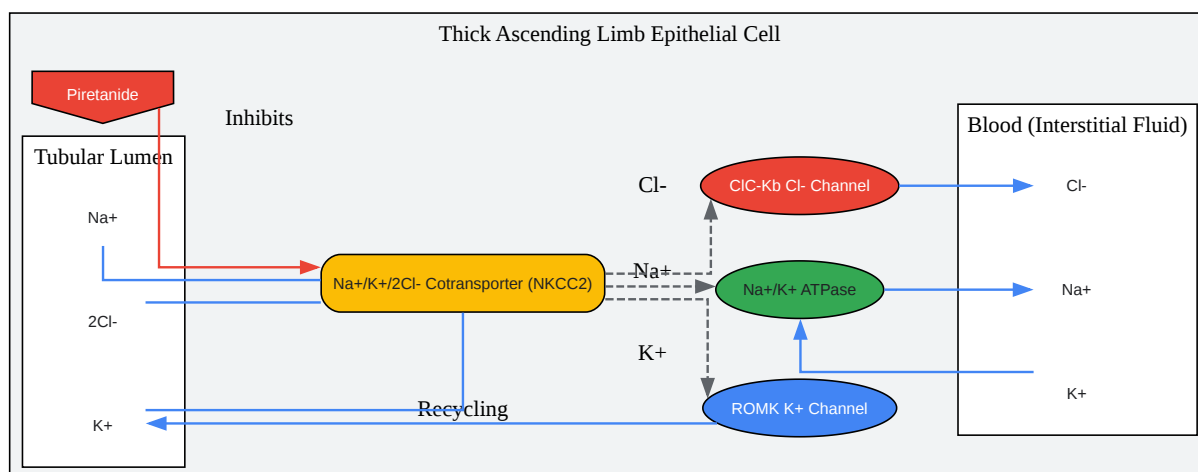 Thick Ascending Limb Epithelial Cell
Piretanide
Inhibits
Tubular Lumen
Na+
2Cl-
K+
Na+/K+/2Cl- Cotransporter (NKCC2)
Recycling
Cl-
Na+
K+
ClC-Kb Cl- Channel
Na+/K+ ATPase
ROMK K+ Channel
Blood (Interstitial Fluid)
Cl-
Na+
K+